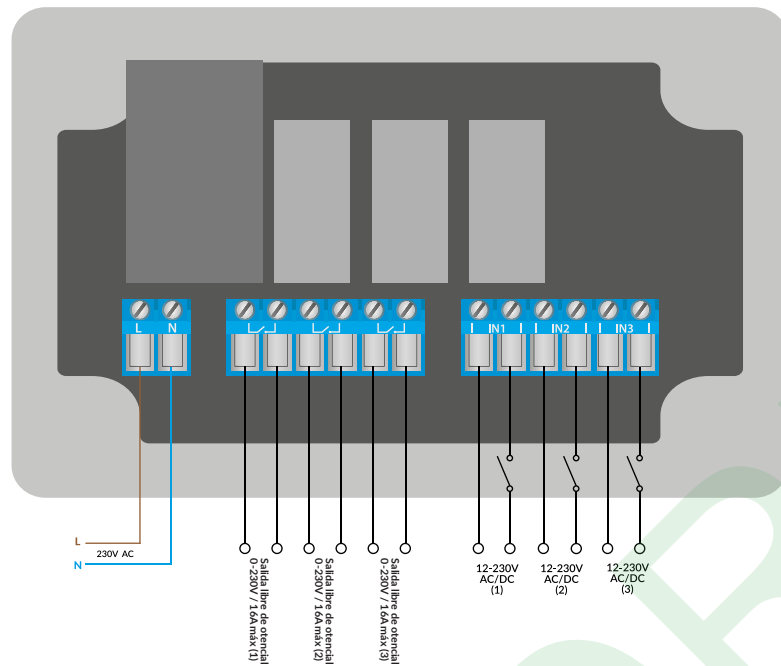 L N
IN1 IN2 IN3
L
230V AC
N
Salida libre de otencial
0-230V / 16A máx (1)
Salida libre de otencial
0-230V / 16A máx (2)
Salida libre de otencial
0-230V / 16A máx (3)
12-230V
AC/DC
(1)
12-230V
AC/DC
(2)
12-230V
AC/DC
(3)